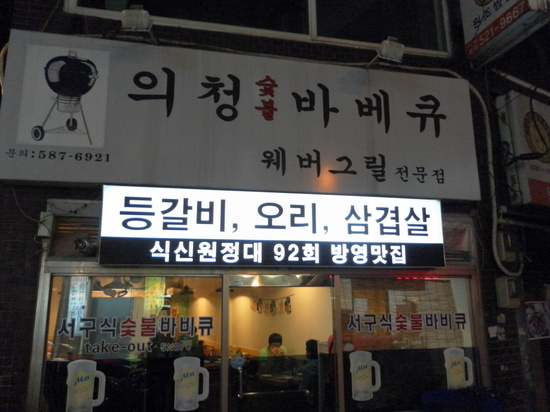 의청숯불바베큐
문의:587-6921
웨버그릴 전문점
등갈비, 오리, 삼겹살
식신원정대 92회 방영맛집
서구식숯불바비큐
take-out
서구식숯불바비큐
521-9667